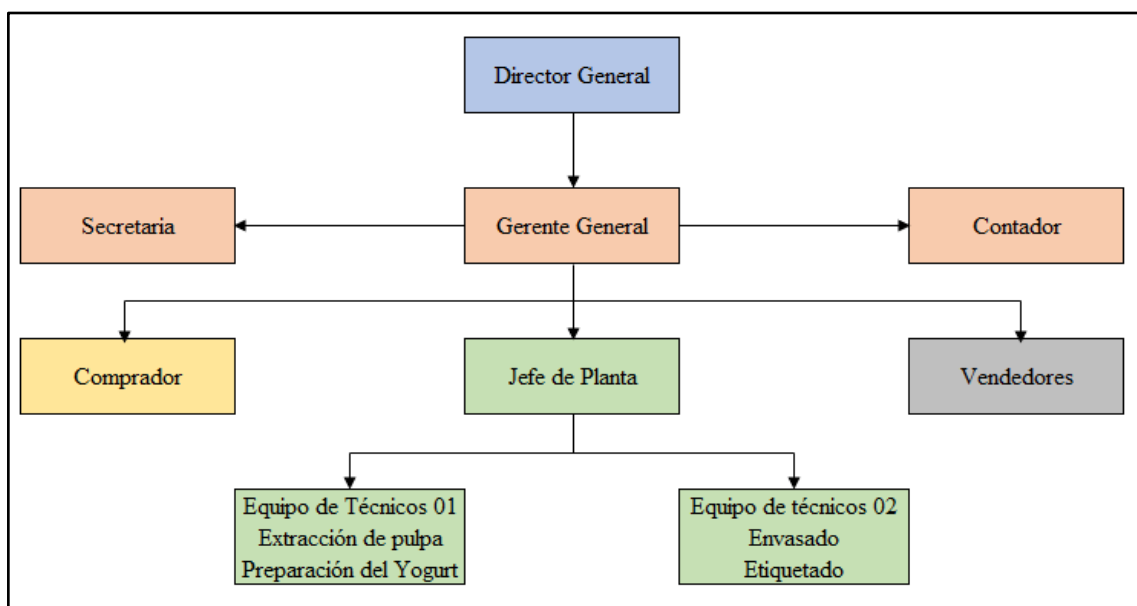 Director General
Secretaria
Gerente General
Contador
Comprador
Jefe de Planta
Vendedores
Equipo de Técnicos 01
Extracción de pulpa
Preparación del Yogurt
Equipo de técnicos 02
Envasado
Etiquetado